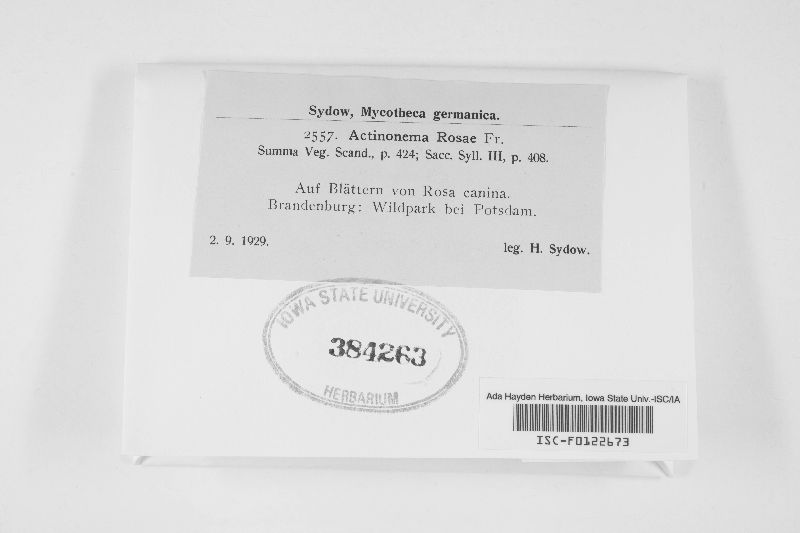 Sydow, Mycotheca germanica.
2557. Actinonema Rosae Fr.
Summa Veg. Scand., p. 424; Sacc. Syll. III, p. 408.
Auf Blättern von Rosa canina.
Brandenburg: Wildpark bei Potsdam.
2. 9. 1929.
leg. H. Sydow.
IOWA STATE UNIVERSITY
384263
HERBARIUM
Ada Hayden Herbarium, Iowa State Univ.-ISC/IA
ISC-F0122673